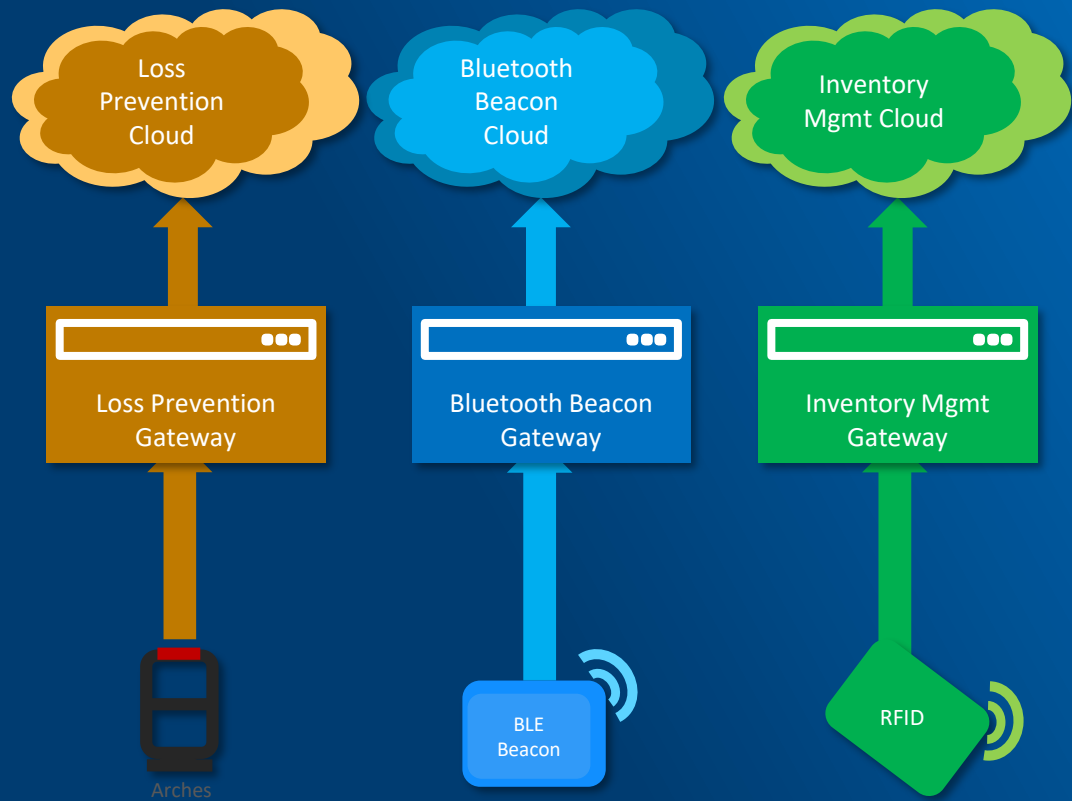 Loss
Prevention
Cloud
Bluetooth
Beacon
Cloud
Inventory
Mgmt Cloud
Loss Prevention
Gateway
Bluetooth Beacon
Gateway
Inventory Mgmt
Gateway
Arches
BLE
Beacon
RFID